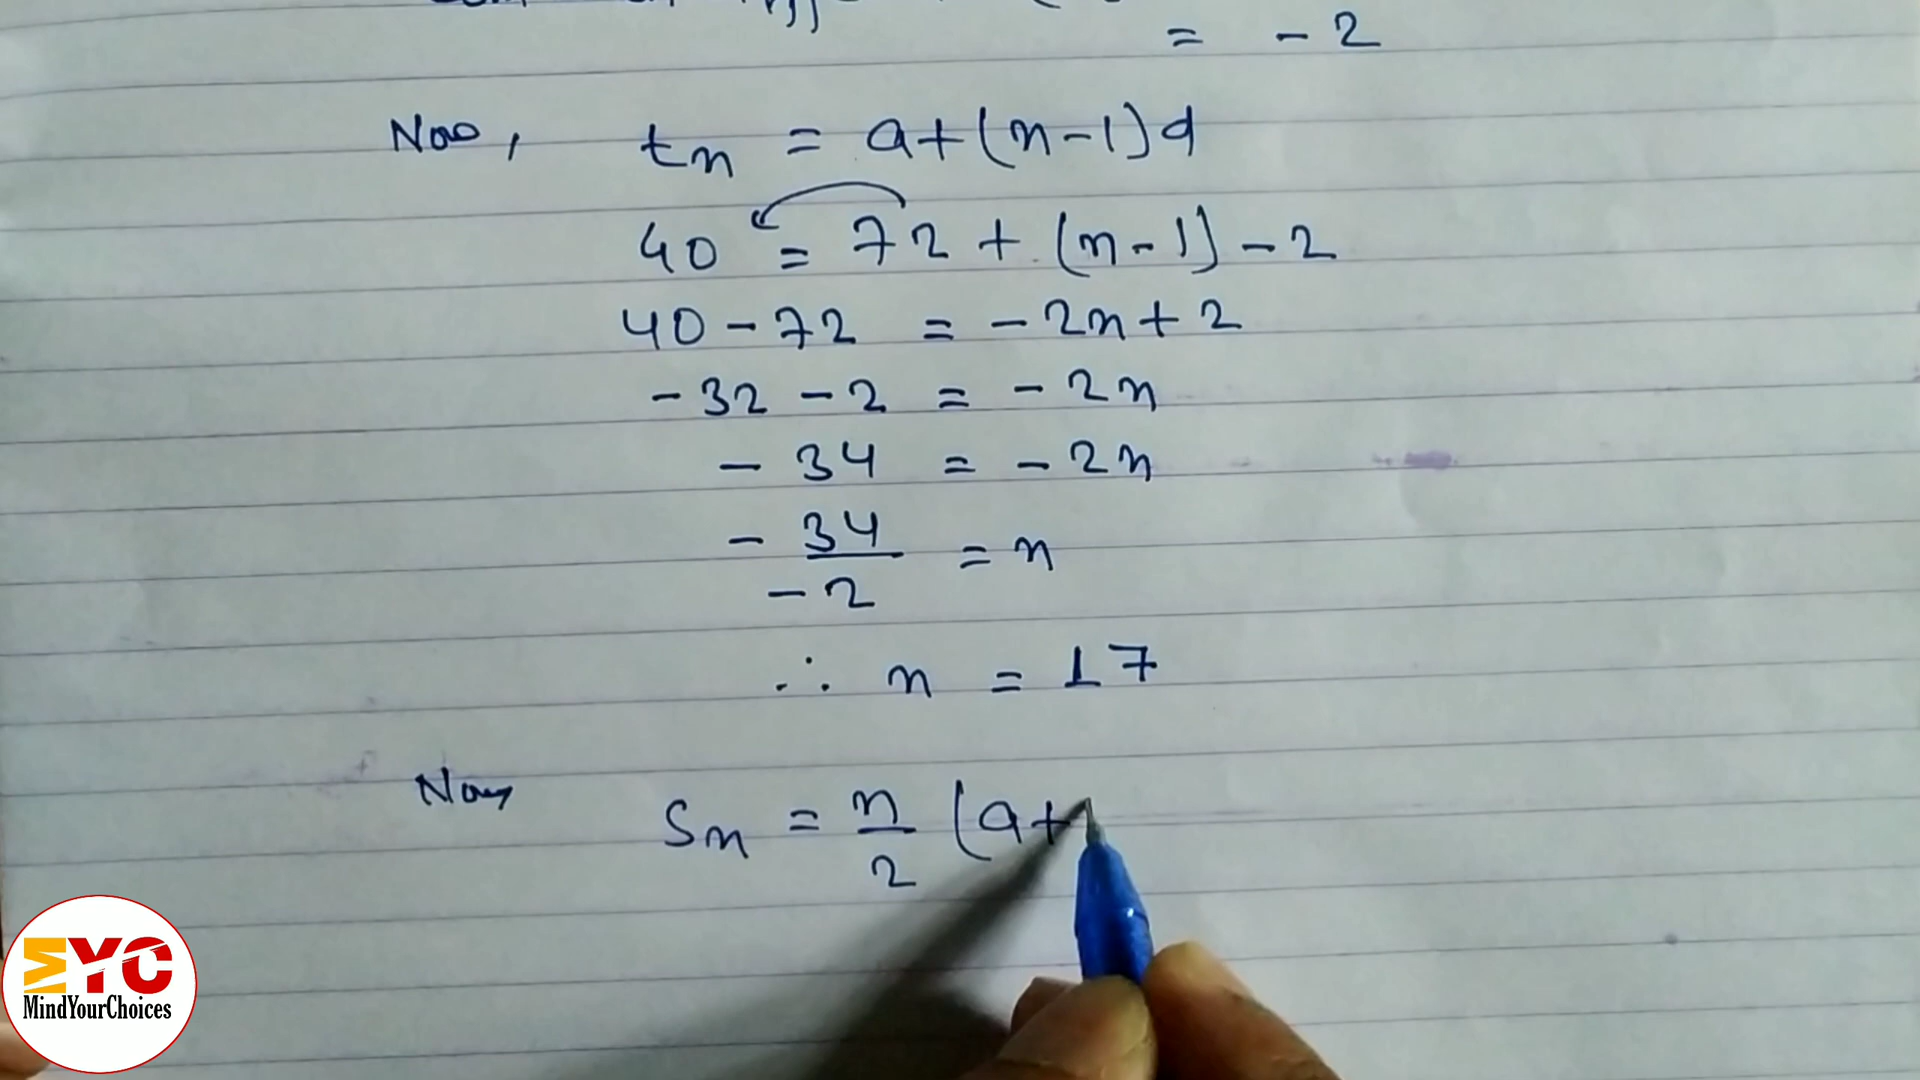 = - 2
Now, tn = a+(n-1)d
40 = 72 + (n-1) - 2
40 - 72 = - 2n + 2
- 32 - 2 = - 2n
- 34 = - 2n
- 34 / - 2 = n
∴ n = 17
Now Sn = n/2 (a+
MYC
MindYourChoices